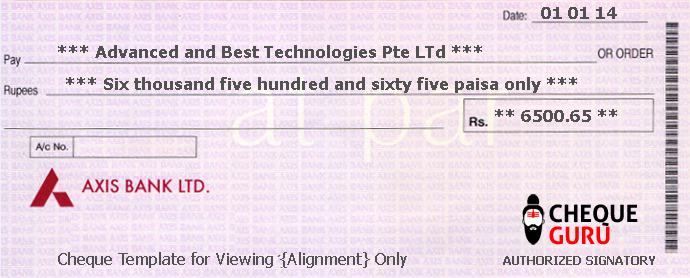 Date: 01 01 14
Pay *** Advanced and Best Technologies Pte LTd *** OR ORDER
Rupees *** Six thousand five hundred and sixty five paisa only ***
at par
Rs. ** 6500.65 **
A/c No.
AXIS BANK LTD.
CHEQUE
GURU
Cheque Template for Viewing {Alignment} Only
AUTHORIZED SIGNATORY